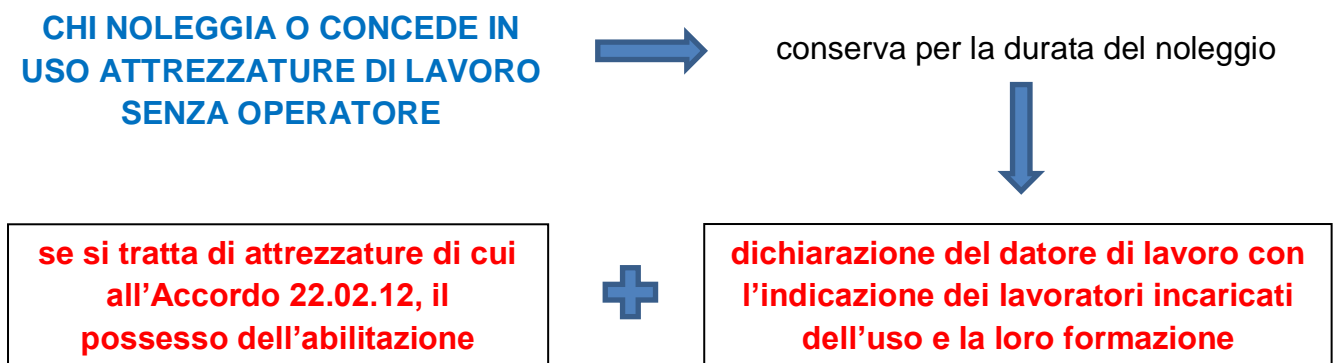 CHI NOLEGGIA O CONCEDE IN
USO ATTREZZATURE DI LAVORO
SENZA OPERATORE
conserva per la durata del noleggio
se si tratta di attrezzature di cui
all’Accordo 22.02.12, il
possesso dell’abilitazione
dichiarazione del datore di lavoro con
l’indicazione dei lavoratori incaricati
dell’uso e la loro formazione